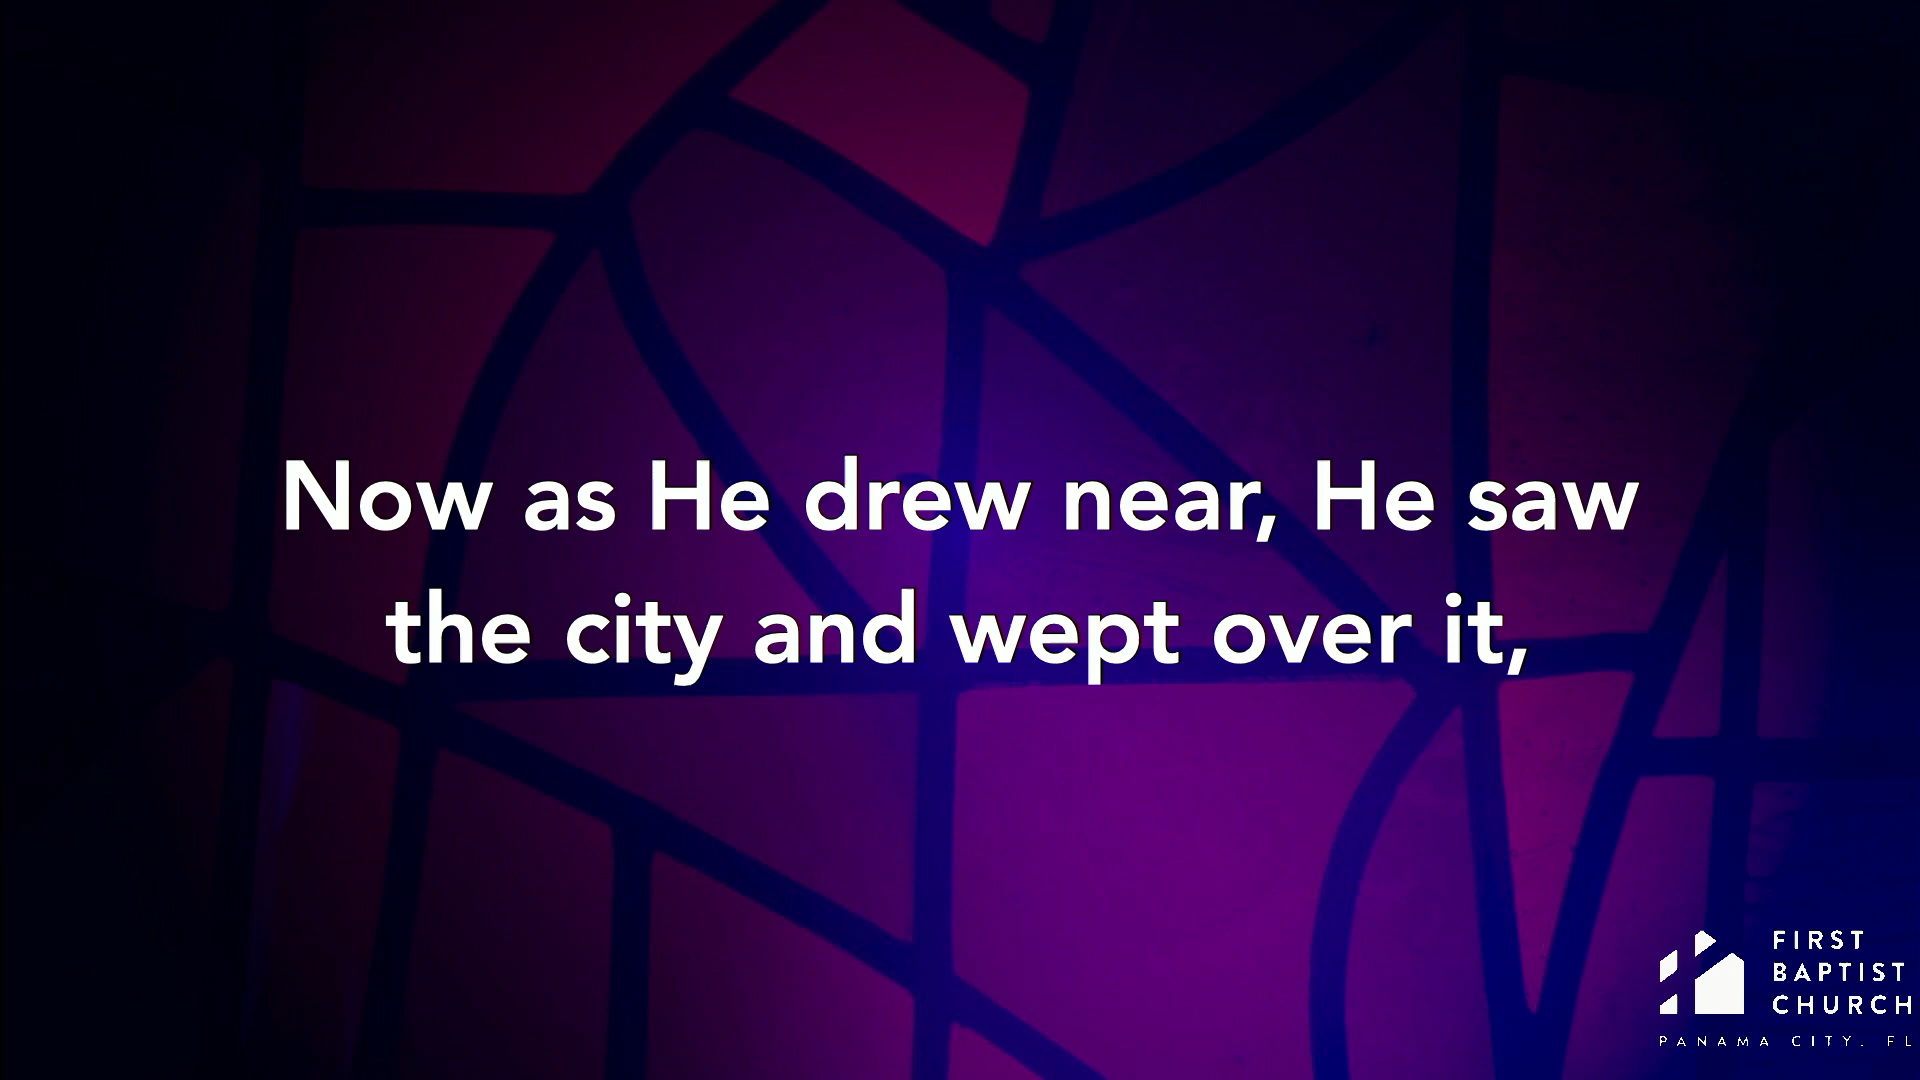 Now as He drew near, He saw
the city and wept over it,
FIRST
BAPTIST
CHURCH
PANAMA CITY, FL